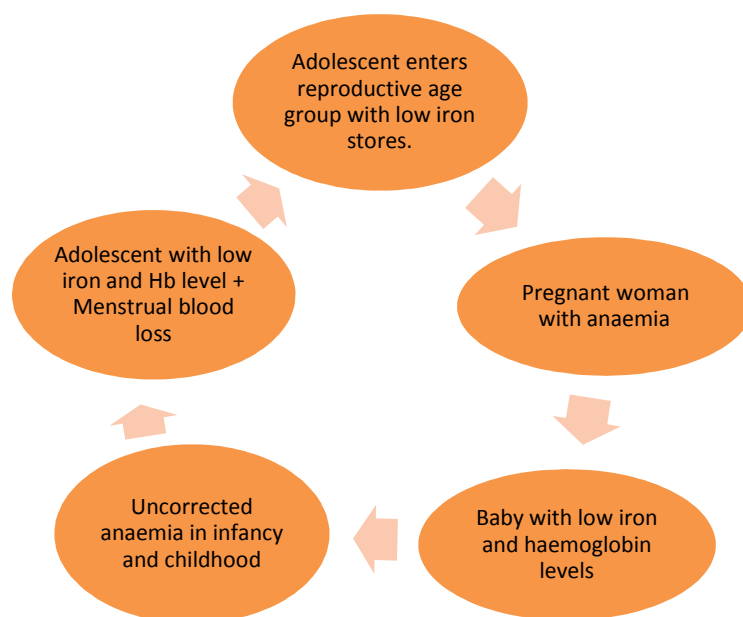 Adolescent enters
reproductive age
group with low iron
stores.
Pregnant woman
with anaemia
Baby with low iron
and haemoglobin
levels
Uncorrected
anaemia in infancy
and childhood
Adolescent with low
iron and Hb level +
Menstrual blood
loss